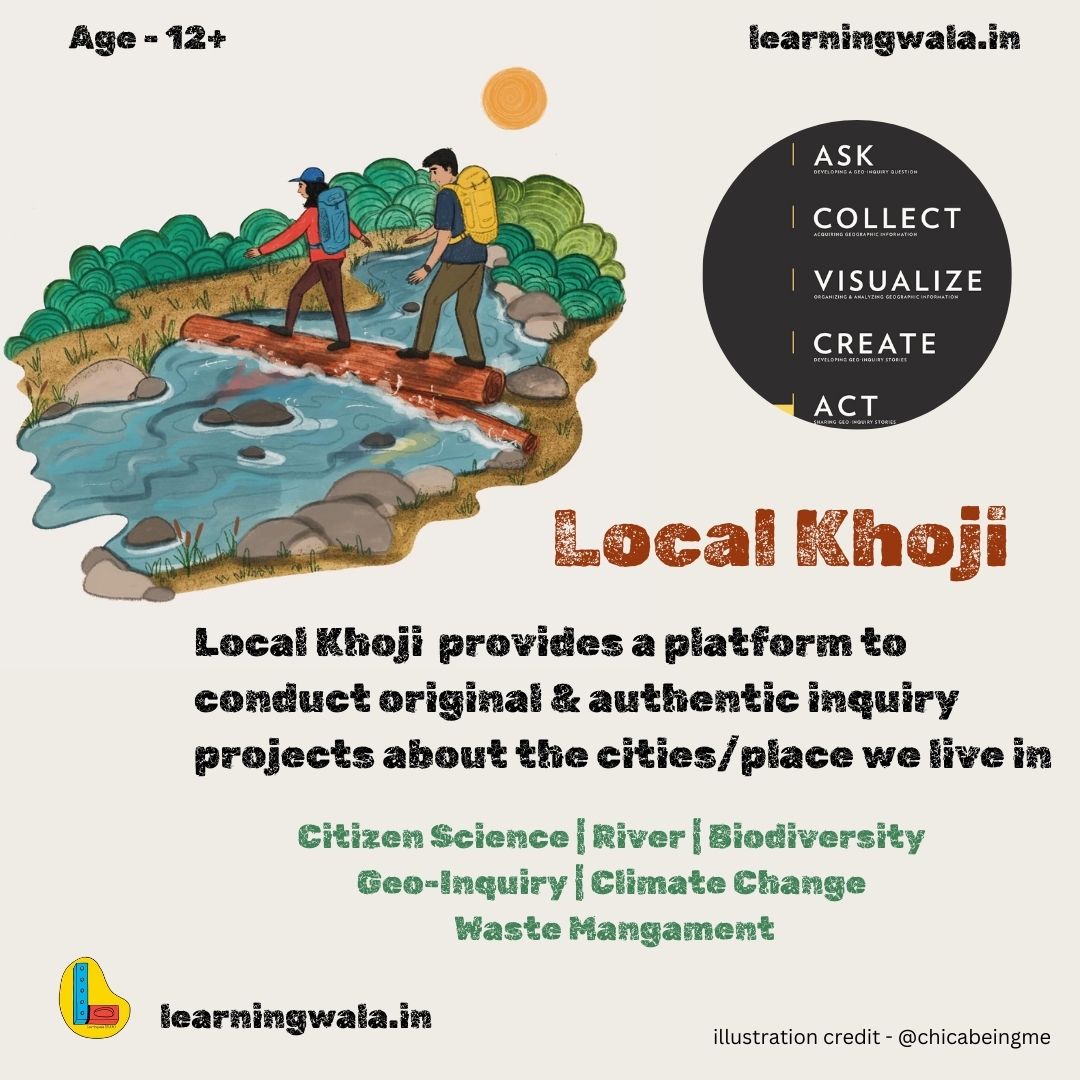 Age - 12+
learningwala.in
ASK
DEVELOPING A GEO-INQUIRY QUESTION
COLLECT
ACQUIRING GEOGRAPHIC INFORMATION
VISUALIZE
ORGANIZING & ANALYZING GEOGRAPHIC INFORMATION
CREATE
DEVELOPING GEO-INQUIRY STORIES
ACT
SHARING GEO-INQUIRY STORIES
Local Khoji
Local Khoji provides a platform to
conduct original & authentic inquiry
projects about the cities/place we live in
Citizen Science | River | Biodiversity
Geo-Inquiry | Climate Change
Waste Mangament
learningwala.in
illustration credit - @chicabeingme